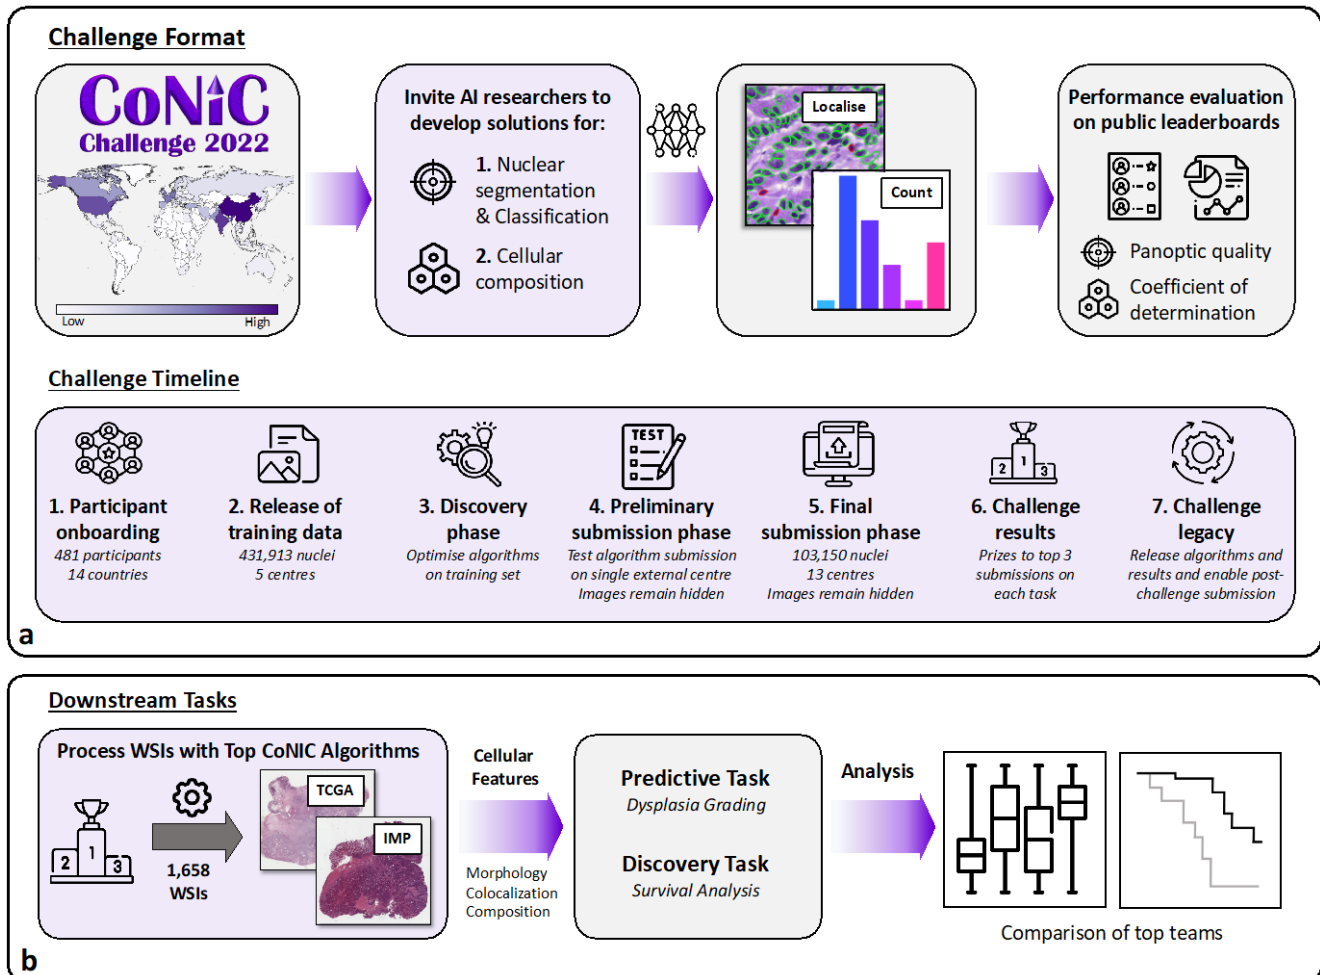 Challenge Format
CoNiC
Challenge 2022
Low
High
Invite AI researchers to
develop solutions for:
1. Nuclear
segmentation
& Classification
2. Cellular
composition
Localise
Count
Performance evaluation
on public leaderboards
Panoptic quality
Coefficient of
determination
Challenge Timeline
1. Participant
onboarding
481 participants
14 countries
2. Release of
training data
431,913 nuclei
5 centres
3. Discovery
phase
Optimise algorithms
on training set
TEST
4. Preliminary
submission phase
Test algorithm submission
on single external centre
Images remain hidden
5. Final
submission phase
103,150 nuclei
13 centres
Images remain hidden
2 1 3
6. Challenge
results
Prizes to top 3
submissions on
each task
7. Challenge
legacy
Release algorithms and
results and enable post-
challenge submission
a
Downstream Tasks
Process WSIs with Top CoNIC Algorithms
2 1 3
1,658
WSIs
TCGA
IMP
Cellular
Features
Morphology
Colocalization
Composition
Predictive Task
Dysplasia Grading
Discovery Task
Survival Analysis
Analysis
Comparison of top teams
b